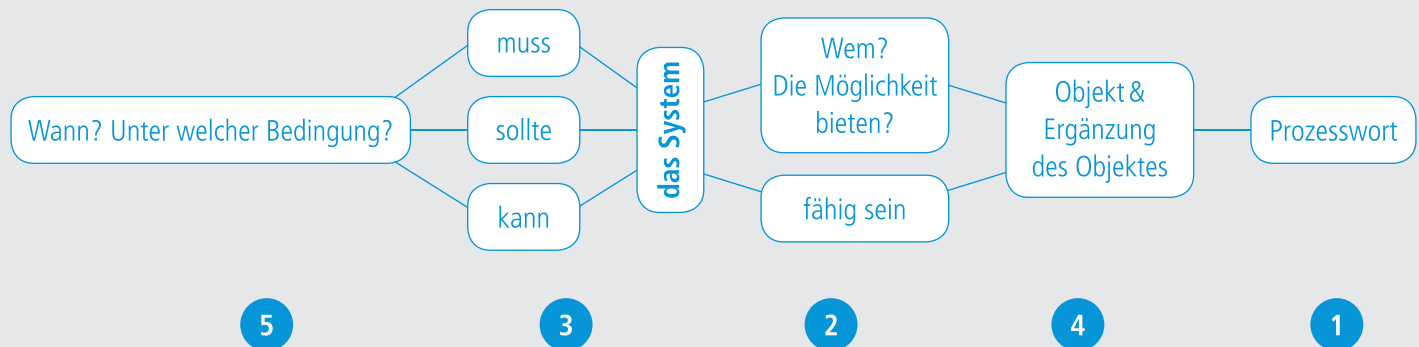 Wann? Unter welcher Bedingung?
muss
sollte
kann
das System
Wem?
Die Möglichkeit
bieten?
fähig sein
Objekt &
Ergänzung
des Objektes
Prozesswort
5
3
2
4
1